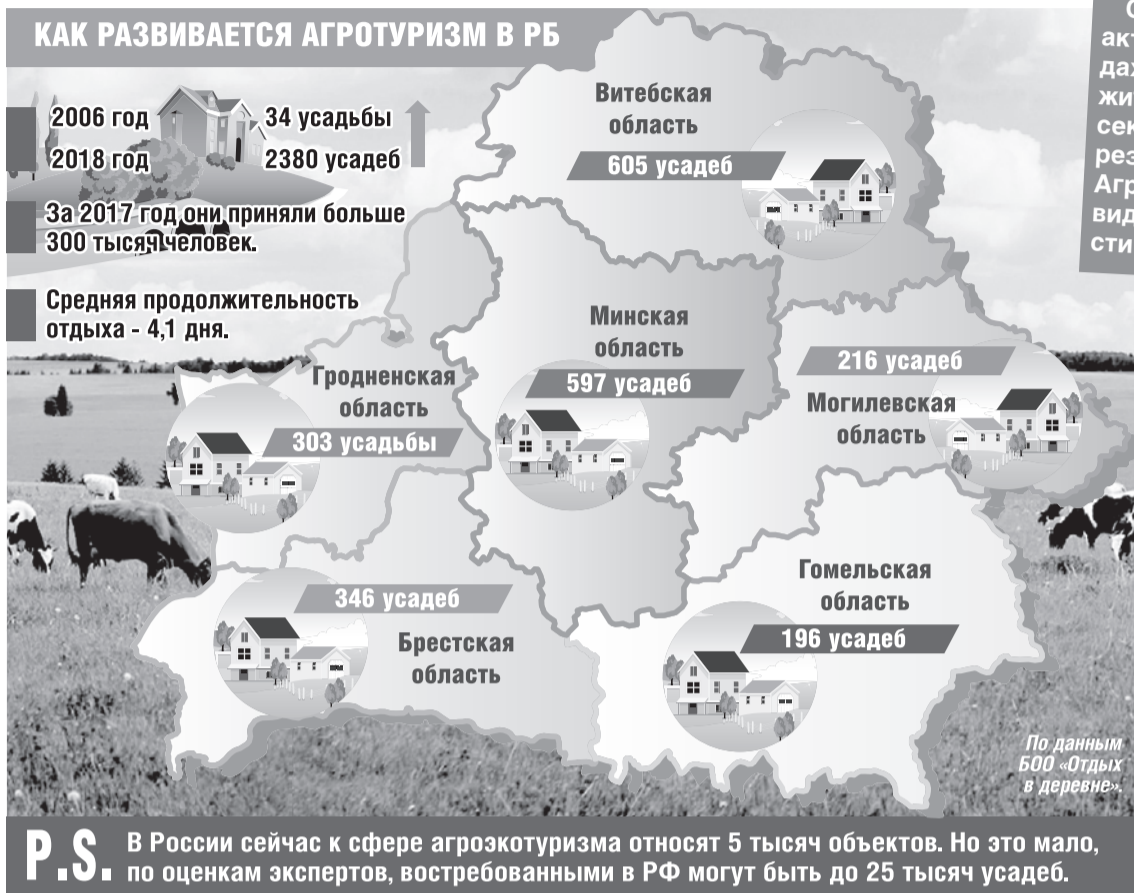 КАК РАЗВИВАЕТСЯ АГРОТУРИЗМ В РБ
2006 год 34 усадьбы
2018 год 2380 усадеб
За 2017 год они приняли больше
300 тысяч человек.
Средняя продолжительность
отдыха - 4,1 дня.
Витебская
область
605 усадеб
Минская
область
597 усадеб
216 усадеб
Могилевская
область
Гродненская
область
303 усадьбы
346 усадеб
Брестская
область
Гомельская
область
196 усадеб
По данным
БОО «Отдых
в деревне».
P.S. В России сейчас к сфере агроэкотуризма относят 5 тысяч объектов. Но это мало,
по оценкам экспертов, востребованными в РФ могут быть до 25 тысяч усадеб.